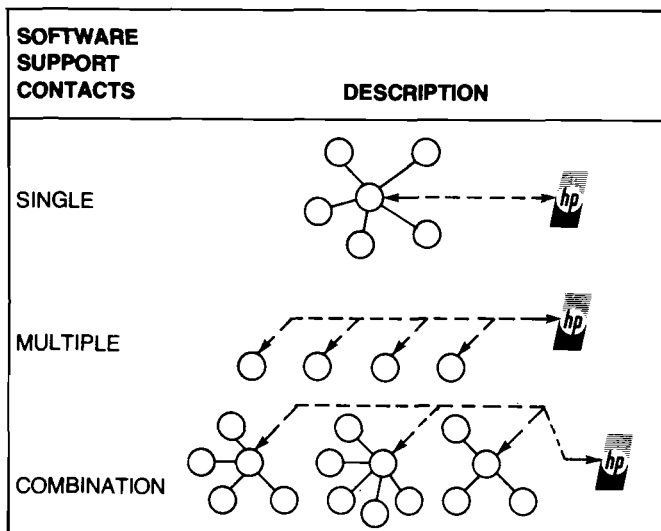 SOFTWARE
SUPPORT
CONTACTS
DESCRIPTION
SINGLE
hp
MULTIPLE
hp
COMBINATION
hp